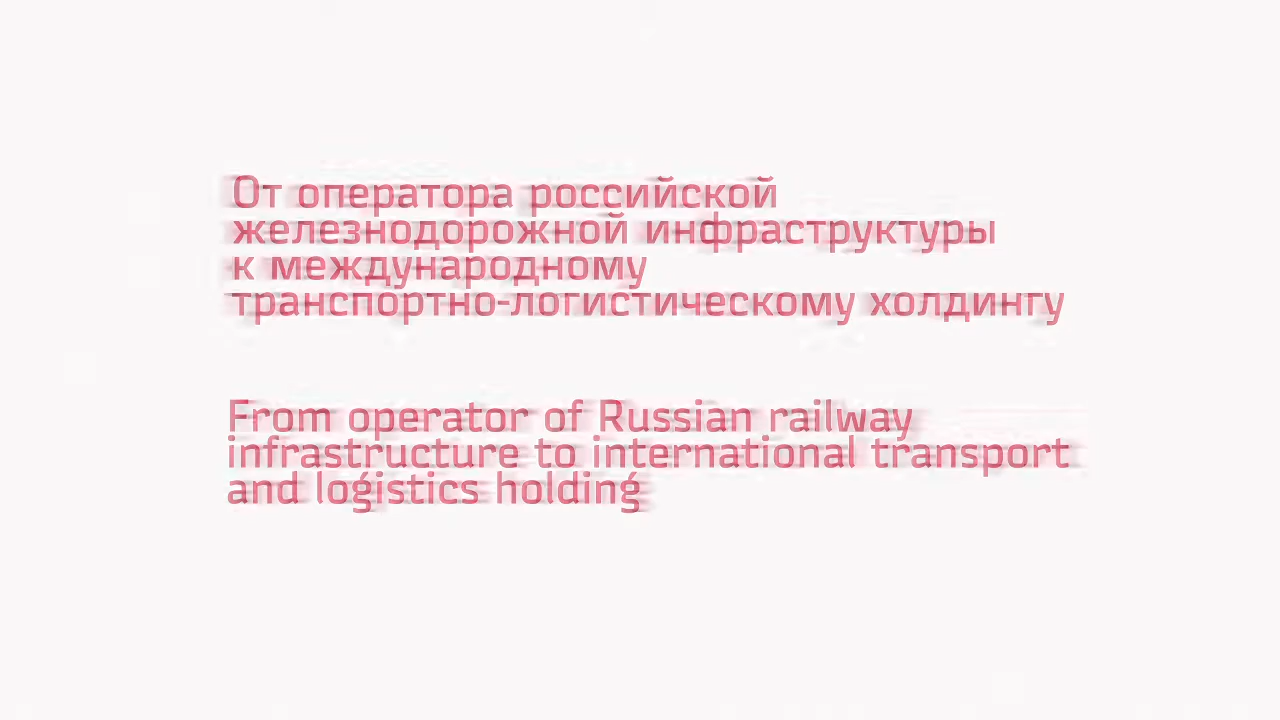 От оператора российской
железнодорожной инфраструктуры
к международному
транспортно-логистическому холдингу
From operator of Russian railway
infrastructure to international transport
and logistics holding